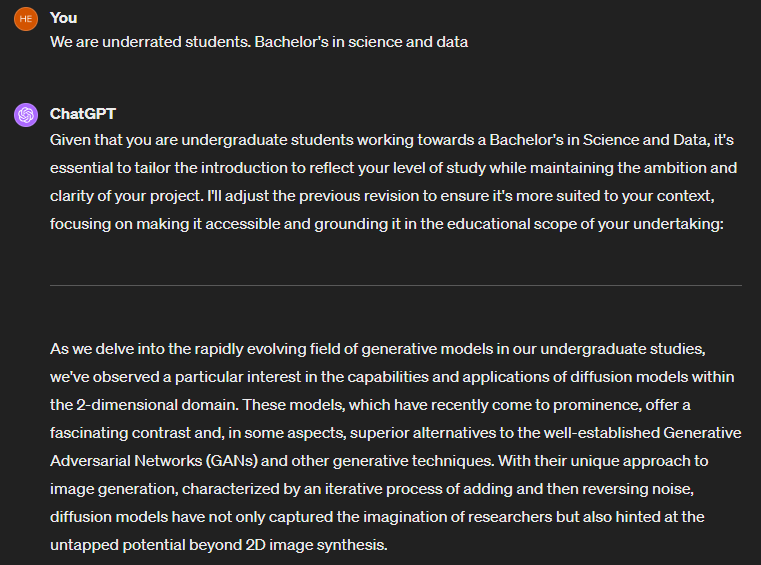 HE You
We are underrated students. Bachelor's in science and data
ChatGPT
Given that you are undergraduate students working towards a Bachelor's in Science and Data, it's
essential to tailor the introduction to reflect your level of study while maintaining the ambition and
clarity of your project. I'll adjust the previous revision to ensure it's more suited to your context,
focusing on making it accessible and grounding it in the educational scope of your undertaking:
As we delve into the rapidly evolving field of generative models in our undergraduate studies,
we've observed a particular interest in the capabilities and applications of diffusion models within
the 2-dimensional domain. These models, which have recently come to prominence, offer a
fascinating contrast and, in some aspects, superior alternatives to the well-established Generative
Adversarial Networks (GANs) and other generative techniques. With their unique approach to
image generation, characterized by an iterative process of adding and then reversing noise,
diffusion models have not only captured the imagination of researchers but also hinted at the
untapped potential beyond 2D image synthesis.